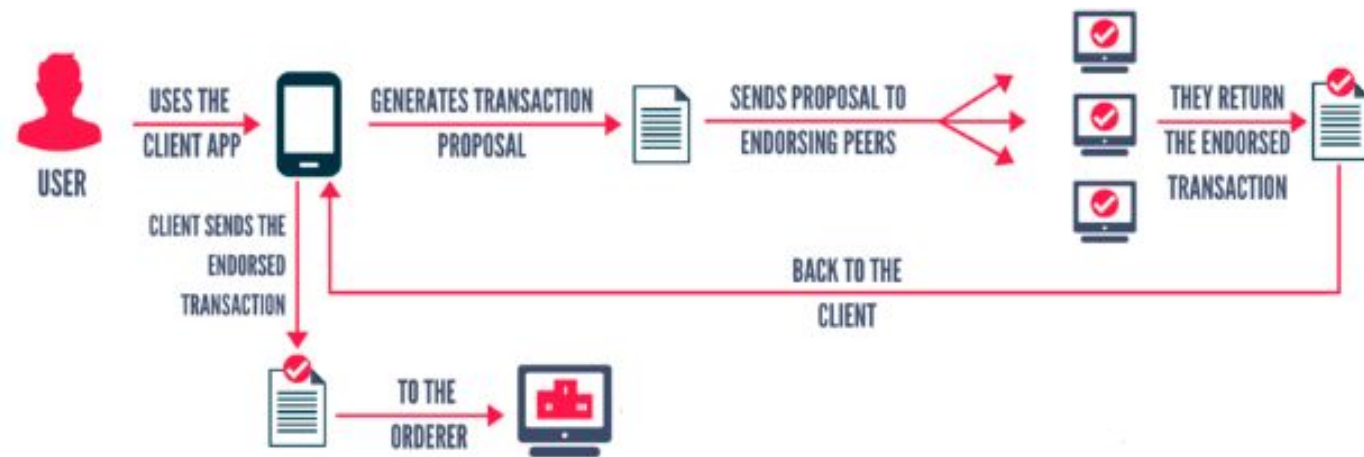 USER
USES THE
CLIENT APP
GENERATES TRANSACTION
PROPOSAL
SENDS PROPOSAL TO
ENDORSING PEERS
THEY RETURN
THE ENDORSED
TRANSACTION
BACK TO THE
CLIENT
CLIENT SENDS THE
ENDORSED
TRANSACTION
TO THE
ORDERER